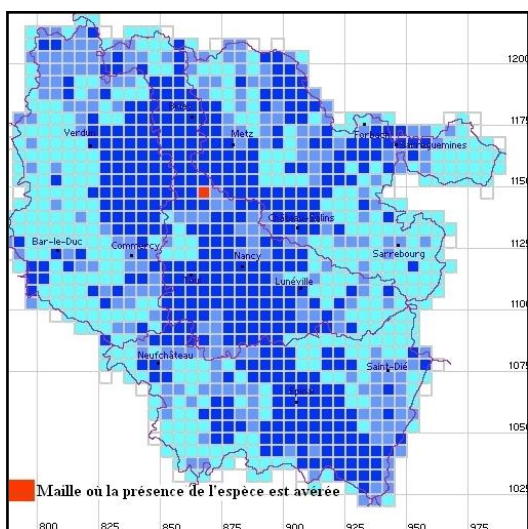 1200
1175
Forbach
Verdun
Metz
Sarreguemines
1150
Château-Salins
Bar-le-Duc
Commercy
1125
Nancy
Sarrebourg
Toul
Lunéville
1100
Neufchâteau
1075
Saint-Dié
Epinal
1050
Maille où la présence de l'espèce est avérée
1025
800 825 850 875 900 925 950 975